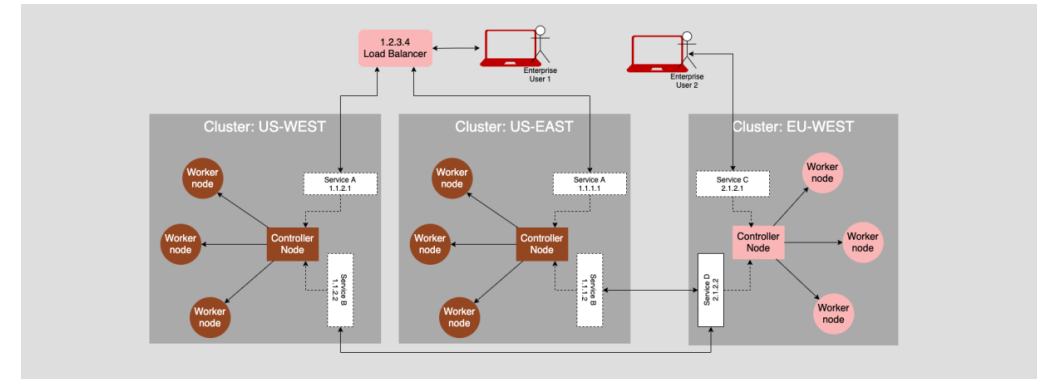 1.2.3.4
Load Balancer
Enterprise
User 1
Enterprise
User 2
Cluster: US-WEST
Worker
node
Worker
node
Worker
node
Controller
Node
Service A
1.1.2.1
Service B
1.1.2.2
Cluster: US-EAST
Worker
node
Worker
node
Worker
node
Controller
Node
Service A
1.1.1.1
Service B
1.1.1.2
Cluster: EU-WEST
Service C
2.1.2.1
Service D
2.1.2.2
Controller
Node
Worker
node
Worker
node
Worker
node